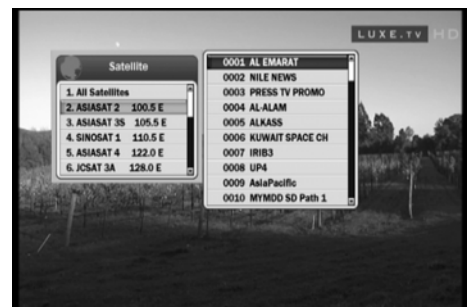 LUXE.TV HD
Satellite
1. All Satellites
2. ASIASAT 2 100.5 E
3. ASIASAT 3S 105.5 E
4. SINOSAT 1 110.5 E
5. ASIASAT 4 122.0 E
6. JCSAT 3A 128.0 E
0001 AL EMARAT
0002 NILE NEWS
0003 PRESS TV PROMO
0004 AL-ALAM
0005 ALKASS
0006 KUWAIT SPACE CH
0007 IRIB3
0008 UP4
0009 AsiaPacific
0010 MYMDD SD Path 1